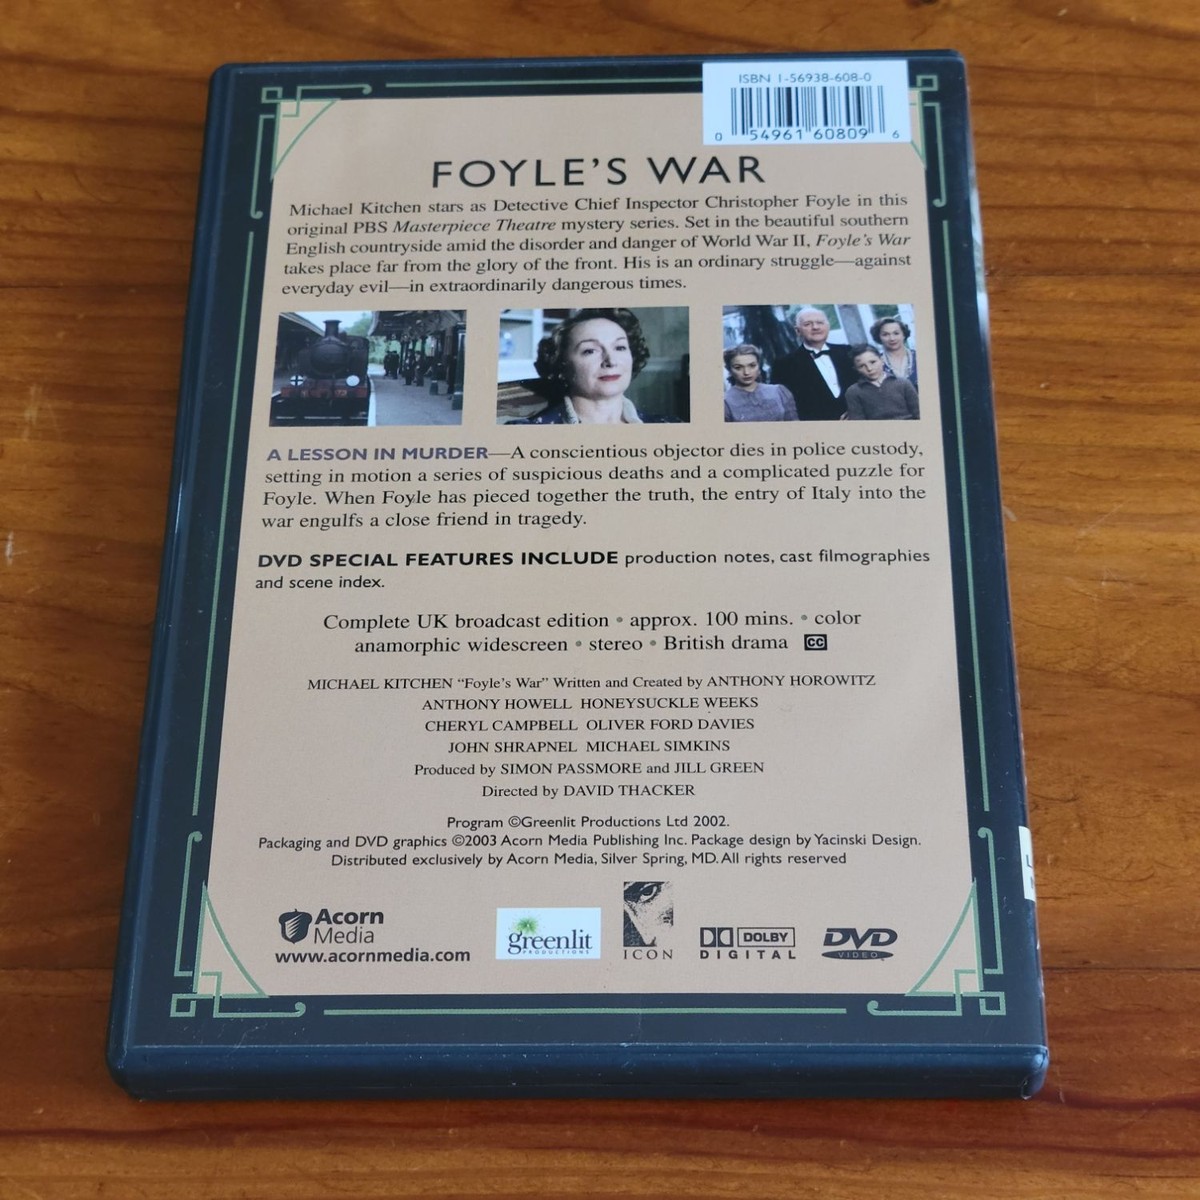 ISBN 1-56938-608-0
0 54961 60809 6
FOYLE'S WAR
Michael Kitchen stars as Detective Chief Inspector Christopher Foyle in this
original PBS Masterpiece Theatre mystery series. Set in the beautiful southern
English countryside amid the disorder and danger of World War II, Foyle's War
takes place far from the glory of the front. His is an ordinary struggle—against
everyday evil—in extraordinarily dangerous times.
A LESSON IN MURDER—A conscientious objector dies in police custody,
setting in motion a series of suspicious deaths and a complicated puzzle for
Foyle. When Foyle has pieced together the truth, the entry of Italy into the
war engulfs a close friend in tragedy.
DVD SPECIAL FEATURES INCLUDE production notes, cast filmographies
and scene index.
Complete UK broadcast edition • approx. 100 mins. • color
anamorphic widescreen • stereo • British drama CC
MICHAEL KITCHEN "Foyle's War" Written and Created by ANTHONY HOROWITZ
ANTHONY HOWELL HONEYSUCKLE WEEKS
CHERYL CAMPBELL OLIVER FORD DAVIES
JOHN SHRAPNEL MICHAEL SIMKINS
Produced by SIMON PASSMORE and JILL GREEN
Directed by DAVID THACKER
Program ©Greenlit Productions Ltd 2002.
Packaging and DVD graphics ©2003 Acorn Media Publishing Inc. Package design by Yacinski Design.
Distributed exclusively by Acorn Media, Silver Spring, MD. All rights reserved
Acorn
Media
www.acornmedia.com
greenlit
PRODUCTIONS
ICON
DOLBY
DIGITAL
DVD
VIDEO